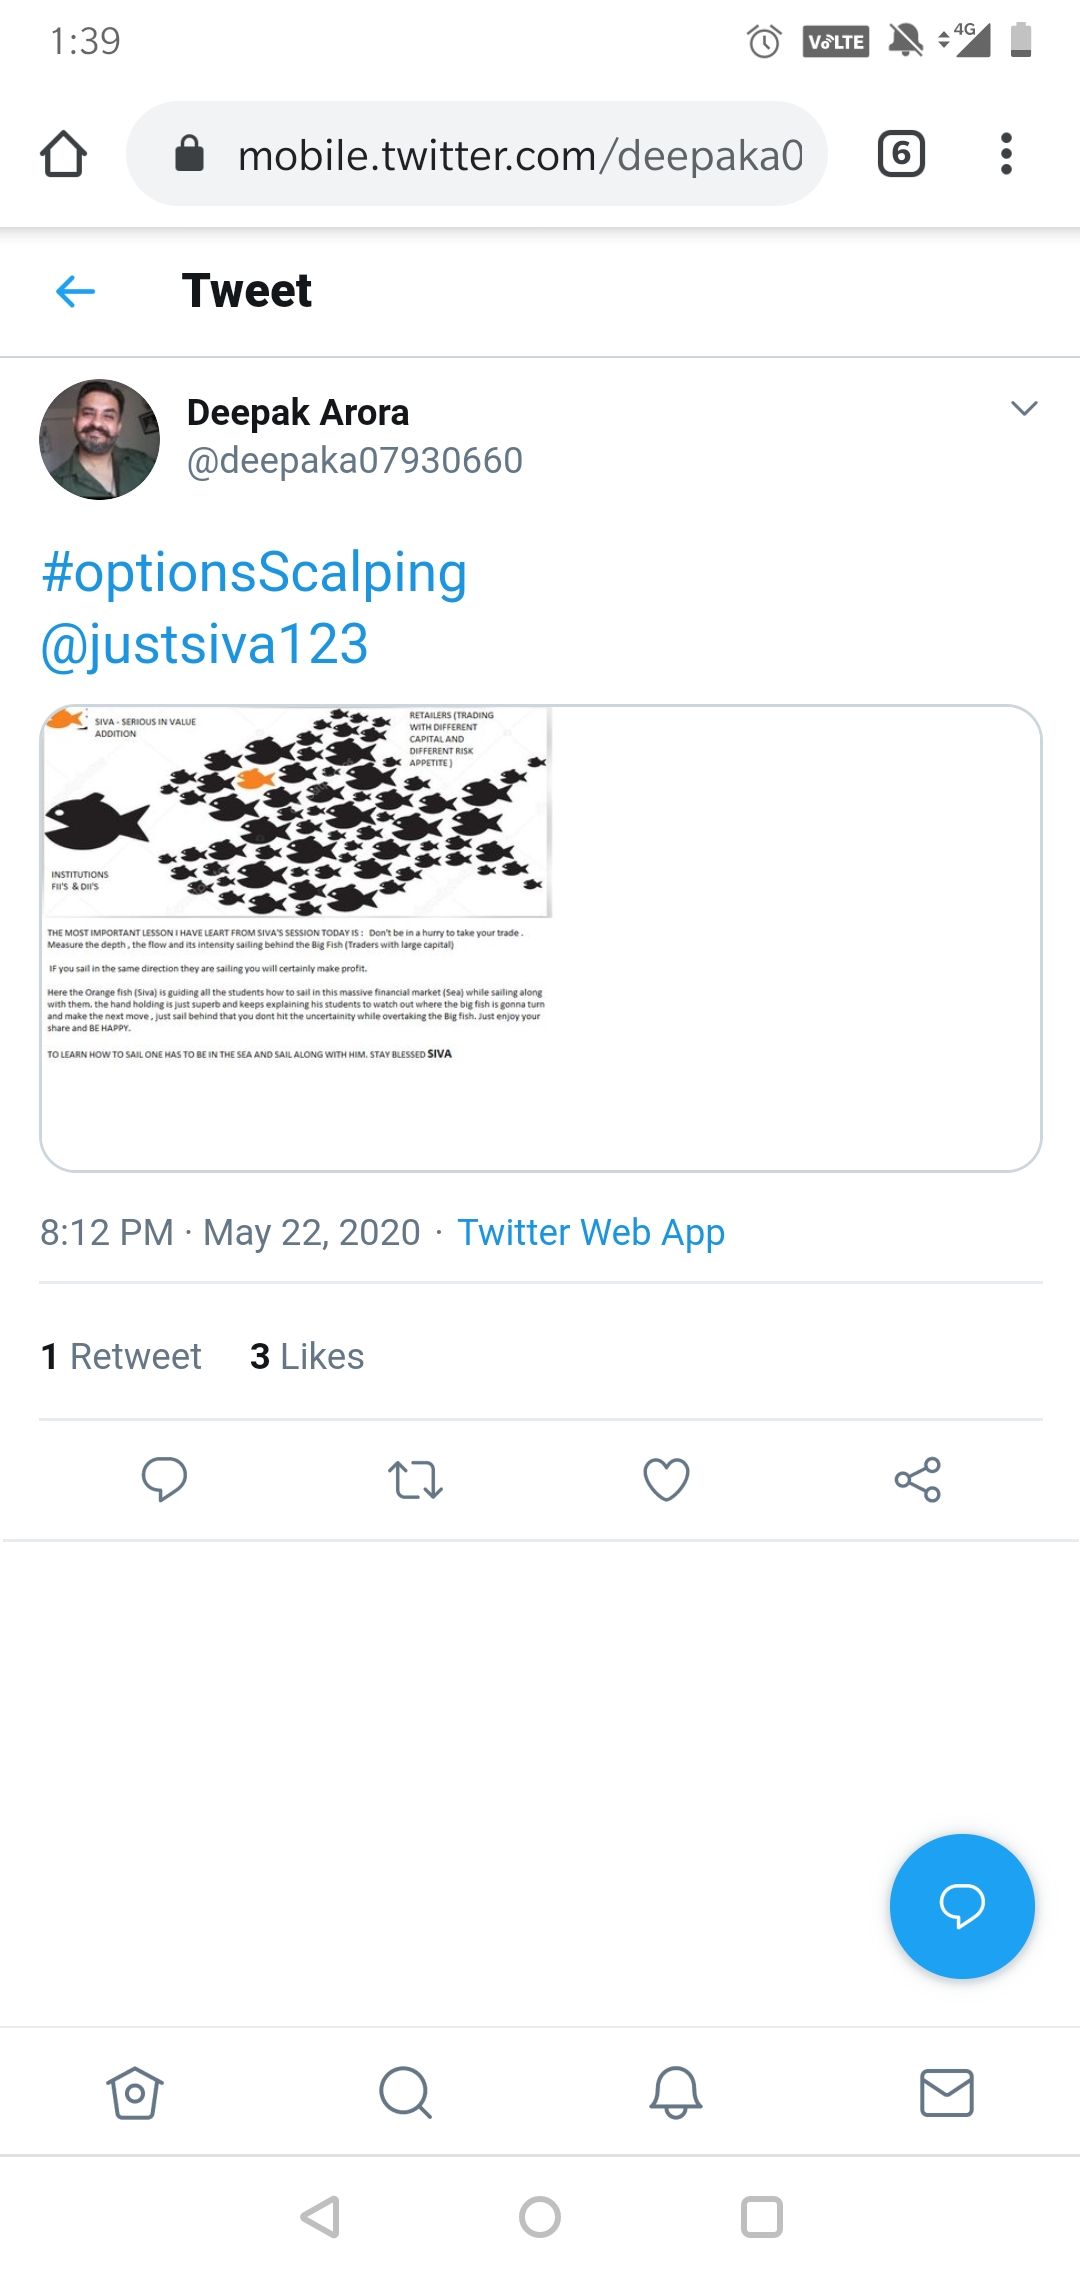 1:39
VoLTE
4G
mobile.twitter.com/deepaka0
6
Tweet
Deepak Arora
@deepaka07930660
#optionsScalping
@justsiva123
SIVA - SERIOUS IN VALUE
ADDITION
RETAILERS (TRADING
WITH DIFFERENT
CAPITAL AND
DIFFERENT RISK
APPETITE )
INSTITUTIONS
FII'S & DII'S
THE MOST IMPORTANT LESSON I HAVE LEART FROM SIVA'S SESSION TODAY IS : Don't be in a hurry to take your trade .
Measure the depth , the flow and its intensity sailing behind the Big Fish (Traders with large capital)
IF you sail in the same direction they are sailing you will certainly make profit.
Here the Orange fish (Siva) is guiding all the students how to sail in this massive financial market (Sea) while sailing along
with them. the hand holding is just superb and keeps explaining his students to watch out where the big fish is gonna turn
and make the next move , just sail behind that you dont hit the uncertainity while overtaking the Big fish. Just enjoy your
share and BE HAPPY.
TO LEARN HOW TO SAIL ONE HAS TO BE IN THE SEA AND SAIL ALONG WITH HIM. STAY BLESSED SIVA
8:12 PM · May 22, 2020 · Twitter Web App
1 Retweet 3 Likes